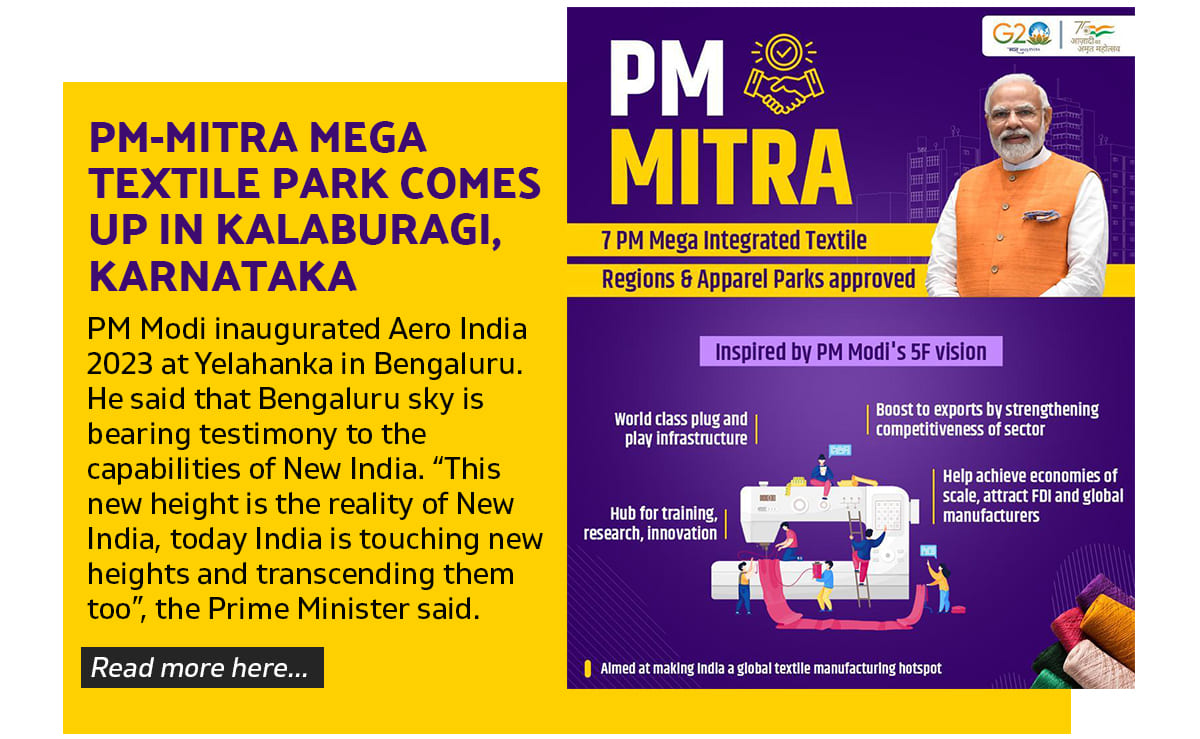 PM-MITRA MEGA
TEXTILE PARK COMES
UP IN KALABURAGI,
KARNATAKA
PM Modi inaugurated Aero India
2023 at Yelahanka in Bengaluru.
He said that Bengaluru sky is
bearing testimony to the
capabilities of New India. “This
new height is the reality of New
India, today India is touching new
heights and transcending them
too”, the Prime Minister said.
Read more here...
G20
75
आज़ादी का
अमृत महोत्सव
PM
MITRA
7 PM Mega Integrated Textile
Regions & Apparel Parks approved
Inspired by PM Modi's 5F vision
World class plug and
play infrastructure
Boost to exports by strengthening
competitiveness of sector
Hub for training,
research, innovation
Help achieve economies of
scale, attract FDI and global
manufacturers
Aimed at making India a global textile manufacturing hotspot